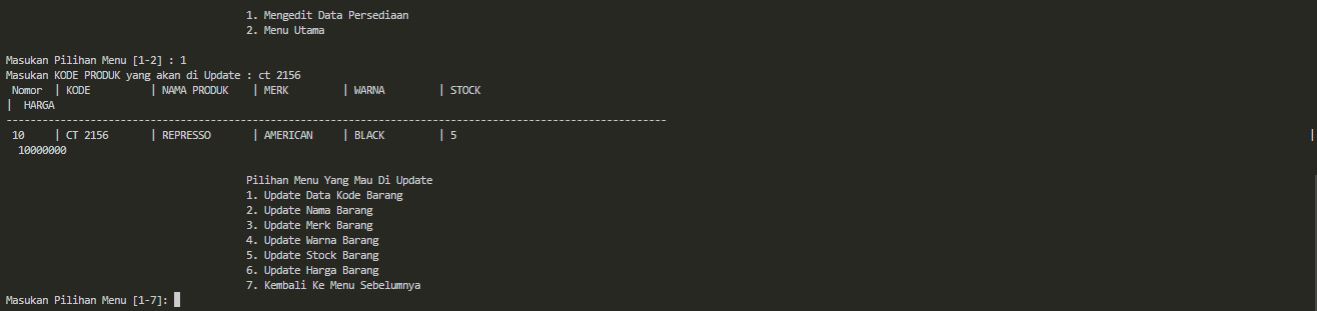 1. Mengedit Data Persediaan
2. Menu Utama
Masukan Pilihan Menu [1-2] : 1
Masukan KODE PRODUK yang akan di Update : ct 2156
Nomor | KODE | NAMA PRODUK | MERK | WARNA | STOCK
| HARGA
--------------------------------------------------------------------------------------------------------------
10 | CT 2156 | REPRESSO | AMERICAN | BLACK | 5 |
10000000
Pilihan Menu Yang Mau Di Update
1. Update Data Kode Barang
2. Update Nama Barang
3. Update Merk Barang
4. Update Warna Barang
5. Update Stock Barang
6. Update Harga Barang
7. Kembali Ke Menu Sebelumnya
Masukan Pilihan Menu [1-7]: